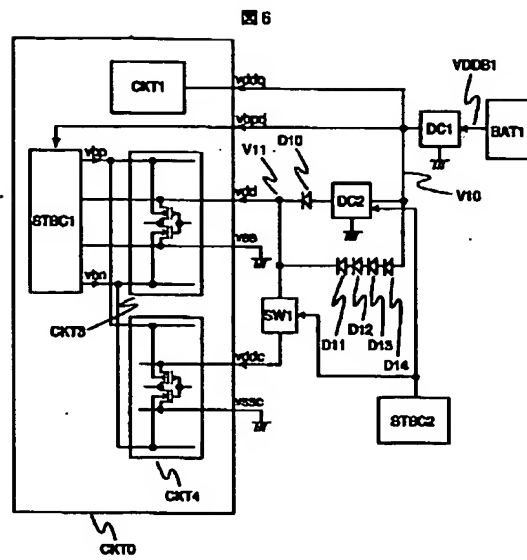 図 6
CKT1
vddq
VDDB1
vbpd
DC1
BAT1
vbp
V11
D10
V10
STBC1
vdd
DC2
vss
vbn
CKT3
SW1
D11
D12
D13
D14
vddc
STBC2
vssc
CKT4
CKT0